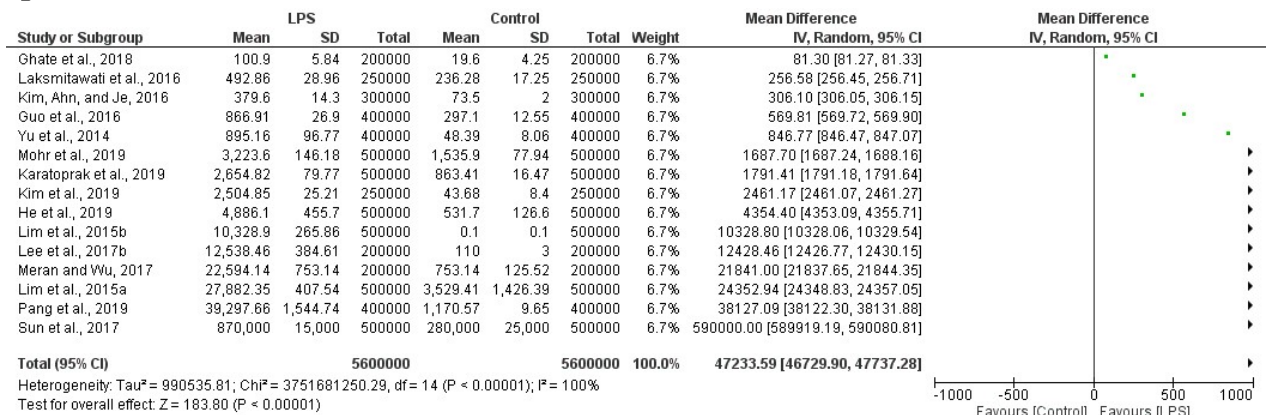 LPS Control Mean Difference Mean Difference
Study or Subgroup Mean SD Total Mean SD Total Weight IV, Random, 95% CI IV, Random, 95% CI
Ghate et al., 2018 100.9 5.84 200000 19.6 4.25 200000 6.7% 81.30 [81.27, 81.33]
Laksmitawati et al., 2016 492.86 28.96 250000 236.28 17.25 250000 6.7% 256.58 [256.45, 256.71]
Kim, Ahn, and Je, 2016 379.6 14.3 300000 73.5 2 300000 6.7% 306.10 [306.05, 306.15]
Guo et al., 2016 866.91 26.9 400000 297.1 12.55 400000 6.7% 569.81 [569.72, 569.90]
Yu et al., 2014 895.16 96.77 400000 48.39 8.06 400000 6.7% 846.77 [846.47, 847.07]
Mohr et al., 2019 3,223.6 146.18 500000 1,535.9 77.94 500000 6.7% 1687.70 [1687.24, 1688.16]
Karatoprak et al., 2019 2,654.82 79.77 500000 863.41 16.47 500000 6.7% 1791.41 [1791.18, 1791.64]
Kim et al., 2019 2,504.85 25.21 250000 43.68 8.4 250000 6.7% 2461.17 [2461.07, 2461.27]
He et al., 2019 4,886.1 455.7 500000 531.7 126.6 500000 6.7% 4354.40 [4353.09, 4355.71]
Lim et al., 2015b 10,328.9 265.86 500000 0.1 0.1 500000 6.7% 10328.80 [10328.06, 10329.54]
Lee et al., 2017b 12,538.46 384.61 200000 110 3 200000 6.7% 12428.46 [12426.77, 12430.15]
Meran and Wu, 2017 22,594.14 753.14 200000 753.14 125.52 200000 6.7% 21841.00 [21837.65, 21844.35]
Lim et al., 2015a 27,882.35 407.54 500000 3,529.41 1,426.39 500000 6.7% 24352.94 [24348.83, 24357.05]
Pang et al., 2019 39,297.66 1,544.74 400000 1,170.57 9.65 400000 6.7% 38127.09 [38122.30, 38131.88]
Sun et al., 2017 870,000 15,000 500000 280,000 25,000 500000 6.7% 590000.00 [589919.19, 590080.81]
Total (95% CI) 5600000 5600000 100.0% 47233.59 [46729.90, 47737.28]
Heterogeneity: Tau² = 990535.81; Chi² = 3751681250.29, df = 14 (P < 0.00001); I² = 100%
Test for overall effect: Z = 183.80 (P < 0.00001)
-1000 -500 0 500 1000
Favours [Control] Favours [LPS]